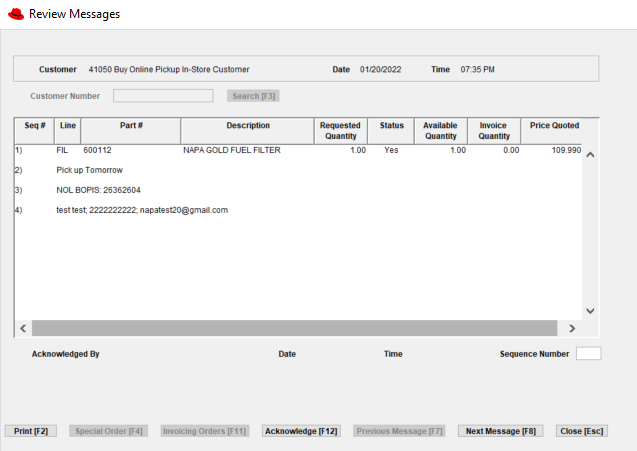 Review Messages
Customer 41050 Buy Online Pickup In-Store Customer Date 01/20/2022 Time 07:35 PM
Customer Number Search [F3]
Seq # Line Part # Description Requested Quantity Status Available Quantity Invoice Quantity Price Quoted
1) FIL 600112 NAPA GOLD FUEL FILTER 1.00 Yes 1.00 0.00 109.990
2) Pick up Tomorrow
3) NOL BOPIS: 26362604
4) test test; 2222222222; napatest20@gmail.com
Acknowledged By Date Time Sequence Number
Print [F2] Special Order [F4] Invoicing Orders [F11] Acknowledge [F12] Previous Message [F7] Next Message [F8] Close [Esc]